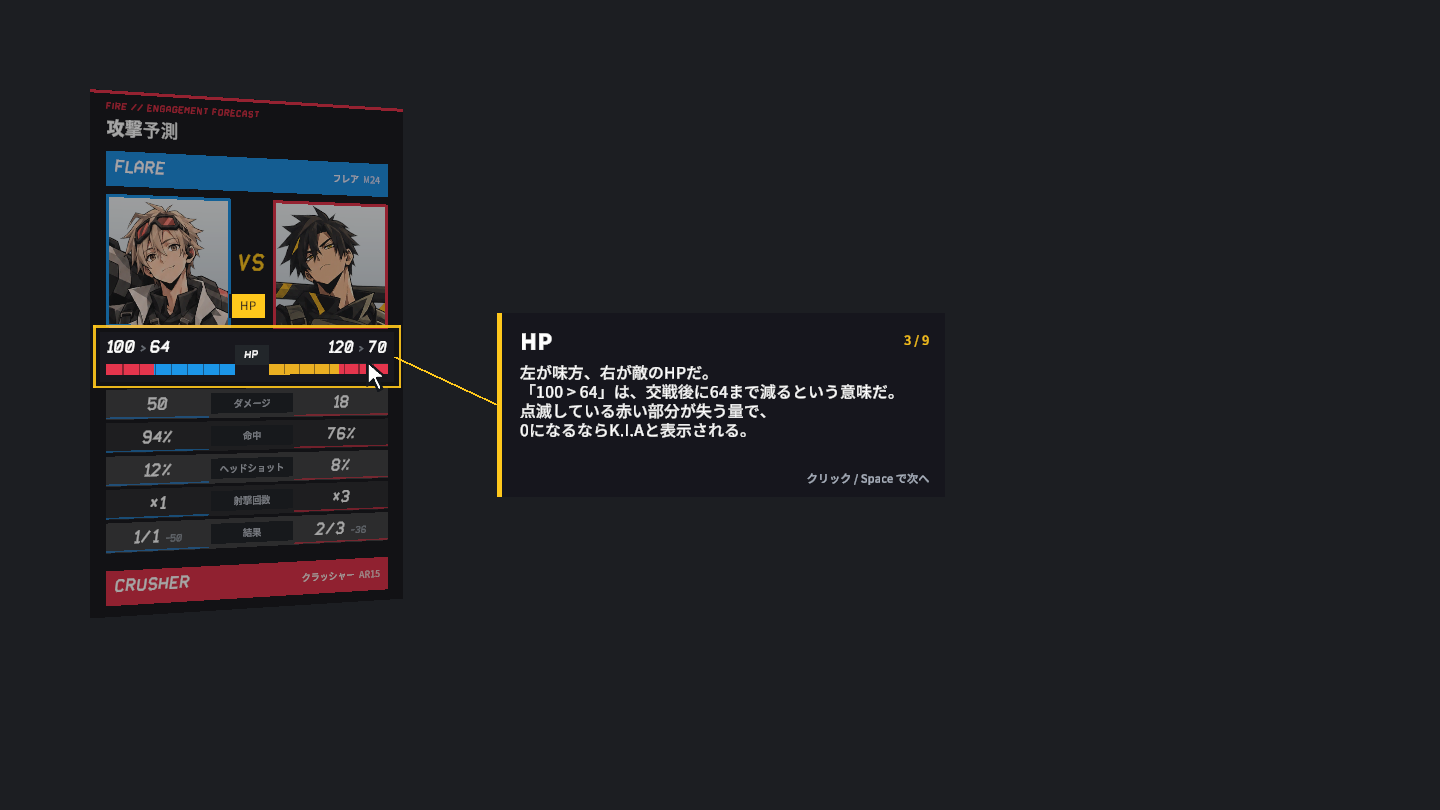 FIRE // ENGAGEMENT FORECAST
攻撃予測
FLARE
フレア M24
VS
HP
100 > 64
HP
120 > 70
50 ダメージ 18
94% 命中 76%
12% ヘッドショット 8%
×1 射撃回数 ×3
1/1 -50 結果 2/3 -36
CRUSHER
クラッシャー AR15
HP
3 / 9
左が味方、右が敵のHPだ。
「100 > 64」は、交戦後に64まで減るという意味だ。
点滅している赤い部分が失う量で、
0になるならK.I.Aと表示される。
クリック / Space で次へ